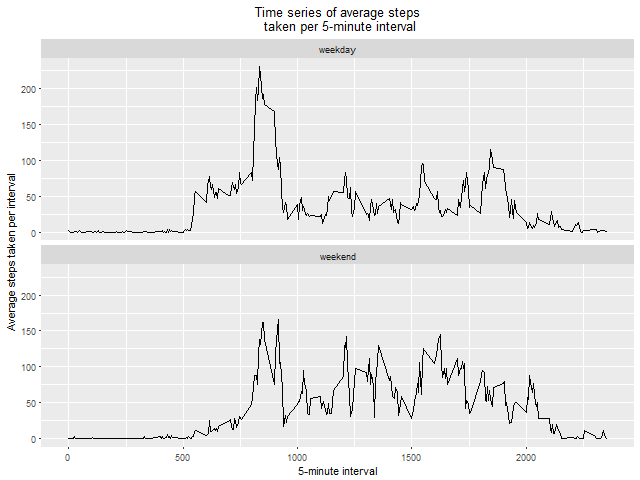 Time series of average steps
taken per 5-minute interval
weekday
200
150
100
50
0
weekend
200
150
100
50
0
Average steps taken per interval
0
500
1000
1500
2000
5-minute interval